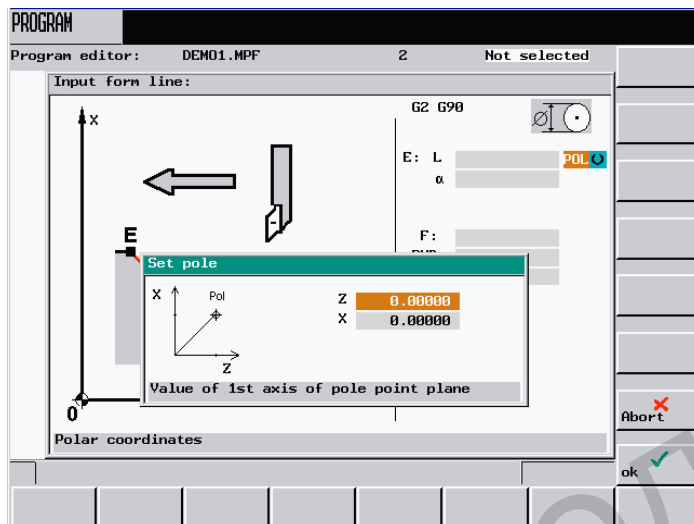 PROGRAM
Program editor: DEMO1.MPF 2 Not selected
Input form line:
X
G2 G90
E: L POL
α
E
F:
Set pole
X
Pol
Z 0.00000
X 0.00000
Z
Value of 1st axis of pole point plane
0
Polar coordinates
Abort
ok